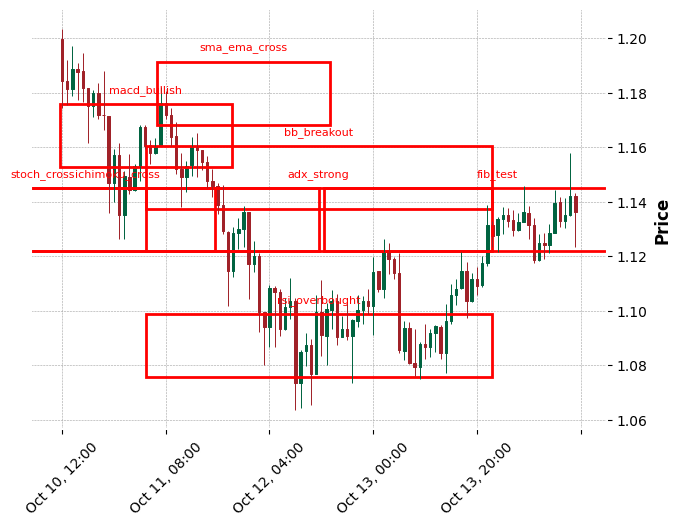 sma_ema_cross
1.20
1.18
macd_bullish
bb_breakout
1.16
adx_strong
fib_test
1.14
Price
1.12
rsi_overbought
1.10
1.08
1.06
Oct 10, 12:00
Oct 11, 08:00
Oct 12, 04:00
Oct 13, 00:00
Oct 13, 20:00